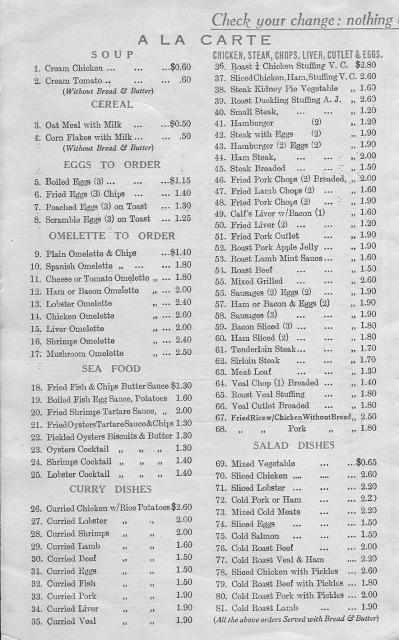 Check your change: nothing
A LA CARTE
SOUP
1. Cream Chicken ... ... ...$0.60
2. Cream Tomato ... ... .60
(Without Bread & Butter)
CEREAL
3. Oat Meal with Milk ... ...$0.50
4. Corn Flakes with Milk ... ... .50
(Without Bread & Butter)
EGGS TO ORDER
5. Boiled Eggs (3) ... ... ...$1.15
6. Fried Eggs (3) Chips ... 1.40
7. Poached Eggs (3) on Toast 1.30
8. Scramble Eggs (3) on Toast ... 1.25
OMELETTE TO ORDER
9. Plain Omelette & Chips ...$1.40
10. Spanish Omelette „ ... 1.80
11. Cheese or Tomato Omelette „ 1.80
12. Ham or Bacon Omelette „ 2.00
13. Lobster Omelette „ ... 2.40
14. Chicken Omelette „ ... 2.60
15. Liver Omelette „ ... 2.00
16. Shrimps Omelette „ ... 2.40
17. Mushroom Omelette „ ... 2.50
SEA FOOD
18. Fried Fish & Chips Butter Sauce $1.30
19. Boiled Fish Egg Sauce, Potatoes 1.60
20. Fried Shrimps Tartare Sauce, „ 2.00
21. Fried Oysters Tartare Sauce & Chips 1.30
22. Pickled Oysters Biscuits & Butter 1.30
23. Oysters Cocktail „ „ 1.30
24. Shrimps Cocktail „ „ 1.40
25. Lobster Cocktail „ „ 1.40
CURRY DISHES
26. Curried Chicken w/Rice Potatoes $2.60
27. Curried Lobster „ „ 2.00
28. Curried Shrimps „ „ 2.00
29. Curried Lamb „ „ 1.60
30. Curried Beef „ „ 1.50
31. Curried Eggs „ „ 1.50
32. Curried Fish „ „ 1.50
33. Curried Pork „ „ 1.90
34. Curried Liver „ „ 1.90
35. Curried Veal „ „ 1.90
CHICKEN, STEAK, CHOPS, LIVER, CUTLET & EGGS.
36. Roast ¼ Chicken Stuffing V. C. $2.80
37. Sliced Chicken, Ham, Stuffing V. C. 2.60
38. Steak Kidney Pie Vegetable „ 1.60
39. Roast Duckling Stuffing A. J. „ 2.60
40. Small Steak, ... ... „ 1.20
41. Hamburger (2) ... „ 1.20
42. Steak with Eggs (2) „ 1.90
43. Hamburger (2) Eggs (2) „ 1.90
44. Ham Steak, ... ... „ 2.00
45. Steak Breaded ... ... „ 1.50
46. Fried Pork Chops (2) Breaded, „ 2.00
47. Fried Lamb Chops (2) ... „ 1.60
48. Fried Pork Chops (2) ... „ 1.90
49. Calf's Liver w/Bacon (1) „ 1.60
50. Fried Liver (2) ... ... „ 1.20
51. Fried Pork Cutlet ... „ 1.90
52. Roast Pork Apple Jelly ... „ 1.90
53. Roast Lamb Mint Sauce ... „ 1.60
54. Roast Beef ... ... „ 1.50
55. Mixed Grilled ... ... „ 2.60
56. Sausages (2) Eggs (2) ... „ 1.90
57. Ham or Bacon & Eggs (2) „ 1.90
58. Sausages (3) ... ... „ 1.90
59. Bacon Sliced (3) ... ... „ 1.80
60. Ham Sliced (2) ... ... „ 1.80
61. Tenderloin Steak... ... „ 1.70
62. Sirloin Steak ... ... „ 1.70
63. Meat Loaf ... ... „ 1.30
64. Veal Chop (1) Breaded ... „ 1.40
65. Roast Veal Stuffing ... „ 1.80
66. Veal Cutlet Breaded ... „ 1.80
67. Fried Rice w/Chicken Without Bread „ 2.50
68. „ „ Pork „ „ 1.80
SALAD DISHES
69. Mixed Vegetable ... ...$0.65
70. Sliced Chicken .... ... ... 2.60
71. Sliced Lobster ... ... ... 2.20
72. Cold Pork or Ham ... ... 2.20
73. Mixed Cold Meats ... ... 2.20
74. Sliced Eggs ... ... ... 1.50
75. Cold Salmon ... ... ... 1.50
76. Cold Roast Beef ... ... 2.00
77. Cold Roast Veal & Ham ... 2.20
78. Sliced Chicken with Pickles ... 2.60
79. Cold Roast Beef with Pickles ... 1.80
80. Cold Roast Pork with Pickles ... 2.00
81. Cold Roast Lamb ... ... 1.90
(All the above orders Served with Bread & Butter)